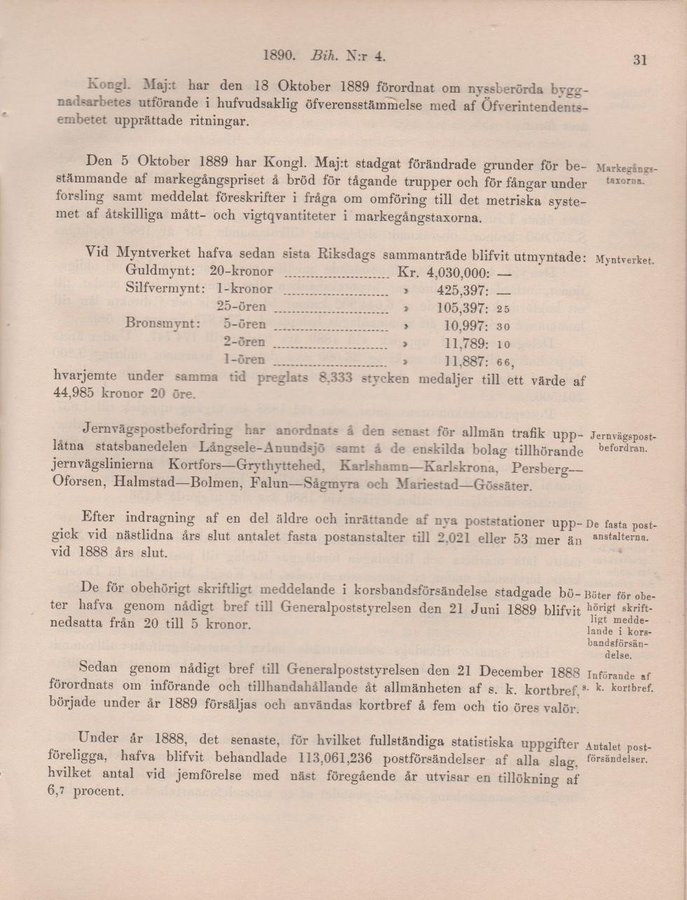 1890. Bih. N:r 4.
31
Kongl. Maj:t har den 18 Oktober 1889 förordnat om nyssberörda bygg-
nadsarbetes utförande i hufvudsaklig öfverensstämmelse med af Öfverintendents-
embetet upprättade ritningar.
Den 5 Oktober 1889 har Kongl. Maj:t stadgat förändrade grunder för be-
stämmande af markegångspriset å bröd för tågande trupper och för fångar under
forsling samt meddelat föreskrifter i fråga om omföring till det metriska syste-
met af åtskilliga mått- och vigtqvantiteter i markegångstaxorna.
Markegångs-
taxorna.
Vid Myntverket hafva sedan sista Riksdags sammanträde blifvit utmyntade:
Myntverket.
Guldmynt: 20-kronor Kr. 4,030,000: —
Silfvermynt: 1-kronor » 425,397: —
25-ören » 105,397: 25
Bronsmynt: 5-ören » 10,997: 30
2-ören » 11,789: 10
1-ören » 11,887: 66,
hvarjemte under samma tid preglats 8,333 stycken medaljer till ett värde af
44,985 kronor 20 öre.
Jernvägspostbefordring har anordnats å den senast för allmän trafik upp-
låtna statsbanedelen Långsele-Anundsjö samt å de enskilda bolag tillhörande
jernvägslinierna Kortfors—Grythyttehed, Karlshamn—Karlskrona, Persberg—
Oforsen, Halmstad—Bolmen, Falun—Sågmyra och Mariestad—Gössäter.
Jernvägspost-
befordran.
Efter indragning af en del äldre och inrättande af nya poststationer upp-
gick vid nästlidna års slut antalet fasta postanstalter till 2,021 eller 53 mer än
vid 1888 års slut.
De fasta post-
anstalterna.
De för obehörigt skriftligt meddelande i korsbandsförsändelse stadgade bö-
ter hafva genom nådigt bref till Generalpoststyrelsen den 21 Juni 1889 blifvit
nedsatta från 20 till 5 kronor.
Böter för obe-
hörigt skrift-
ligt medde-
lande i kors-
bandsförsän-
delse.
Sedan genom nådigt bref till Generalpoststyrelsen den 21 December 1888
förordnats om införande och tillhandahållande åt allmänheten af s. k. kortbref,
började under år 1889 försäljas och användas kortbref å fem och tio öres valör.
Införande af
s. k. kortbref.
Under år 1888, det senaste, för hvilket fullständiga statistiska uppgifter
föreligga, hafva blifvit behandlade 113,061,236 postförsändelser af alla slag,
hvilket antal vid jemförelse med näst föregående år utvisar en tillökning af
6,7 procent.
Antalet post-
försändelser.